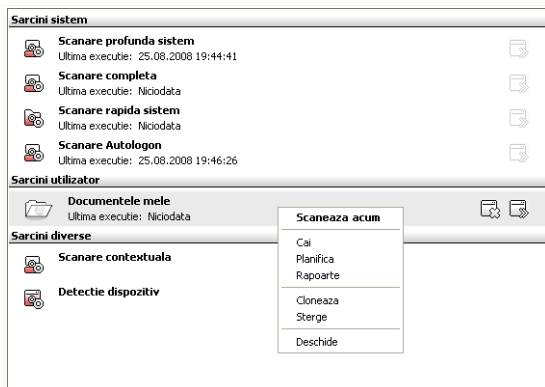 Sarcini sistem
Scanare profunda sistem
Ultima executie: 25.08.2008 19:44:41
Scanare completa
Ultima executie: Niciodata
Scanare rapida sistem
Ultima executie: Niciodata
Scanare Autologon
Ultima executie: 25.08.2008 19:46:26
Sarcini utilizator
Documentele mele
Ultima executie: Niciodata
Scaneaza acum
Cai
Planifica
Rapoarte
Cloneaza
Sterge
Deschide
Sarcini diverse
Scanare contextuala
Detectie dispozitiv